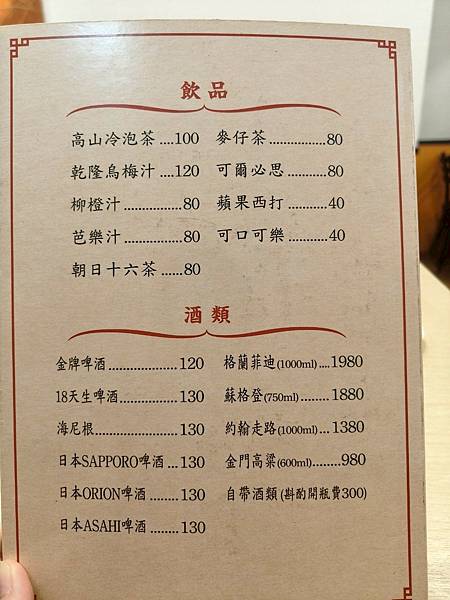 飲品
高山冷泡茶....100 麥仔茶................80
乾隆烏梅汁....120 可爾必思............80
柳橙汁...............80 蘋果西打............40
芭樂汁...............80 可口可樂...........40
朝日十六茶......80
酒類
金牌啤酒....................120 格蘭菲迪(1000ml)....1980
18天生啤酒.................130 蘇格登(750ml)........1880
海尼根........................130 約翰走路(1000ml)...1380
日本SAPPORO啤酒...130 金門高粱(600ml)........980
日本ORION啤酒........130 自帶酒類(斟酌開瓶費300)
日本ASAHI啤酒.........130